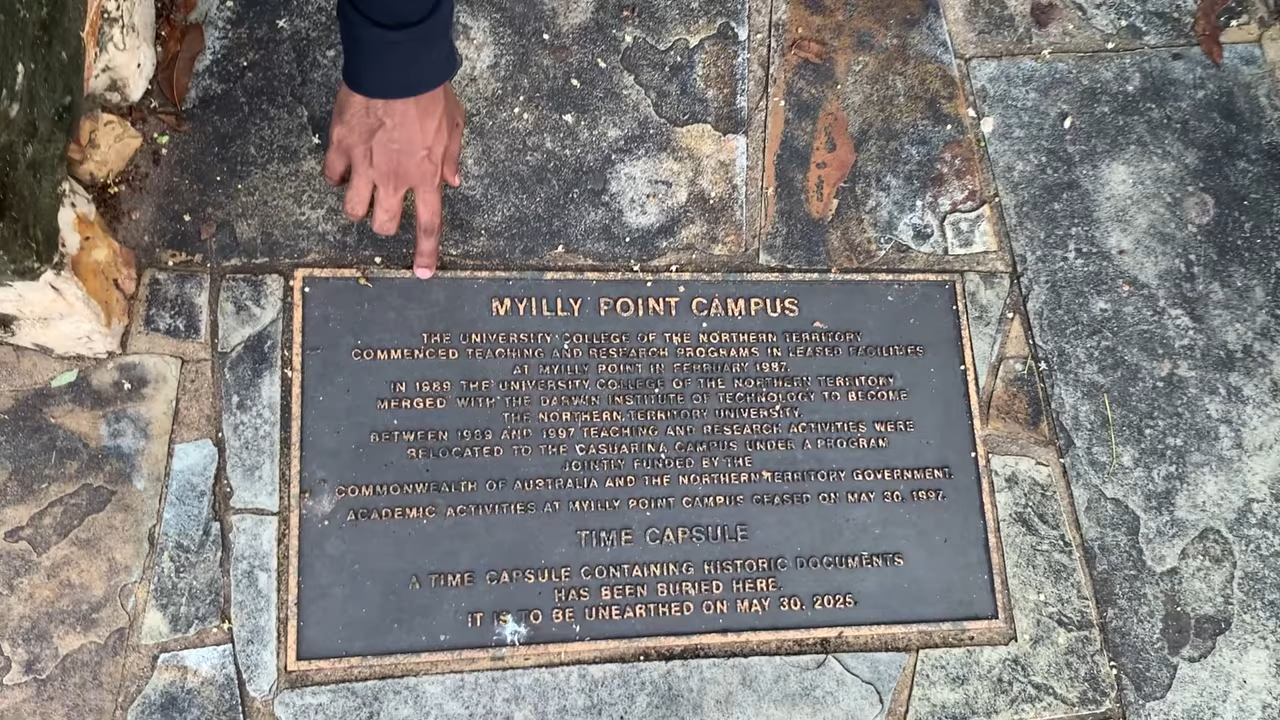 MYILLY POINT CAMPUS
THE UNIVERSITY COLLEGE OF THE NORTHERN TERRITORY
COMMENCED TEACHING AND RESEARCH PROGRAMS IN LEASED FACILITIES
AT MYILLY POINT IN FEBRUARY 1987.
IN 1989 THE UNIVERSITY COLLEGE OF THE NORTHERN TERRITORY
MERGED WITH THE DARWIN INSTITUTE OF TECHNOLOGY TO BECOME
THE NORTHERN TERRITORY UNIVERSITY.
BETWEEN 1989 AND 1997 TEACHING AND RESEARCH ACTIVITIES WERE
RELOCATED TO THE CASUARINA CAMPUS UNDER A PROGRAM
JOINTLY FUNDED BY THE
COMMONWEALTH OF AUSTRALIA AND THE NORTHERN TERRITORY GOVERNMENT.
ACADEMIC ACTIVITIES AT MYILLY POINT CAMPUS CEASED ON MAY 30, 1997.
TIME CAPSULE
A TIME CAPSULE CONTAINING HISTORIC DOCUMENTS
HAS BEEN BURIED HERE.
IT IS TO BE UNEARTHED ON MAY 30, 2025.